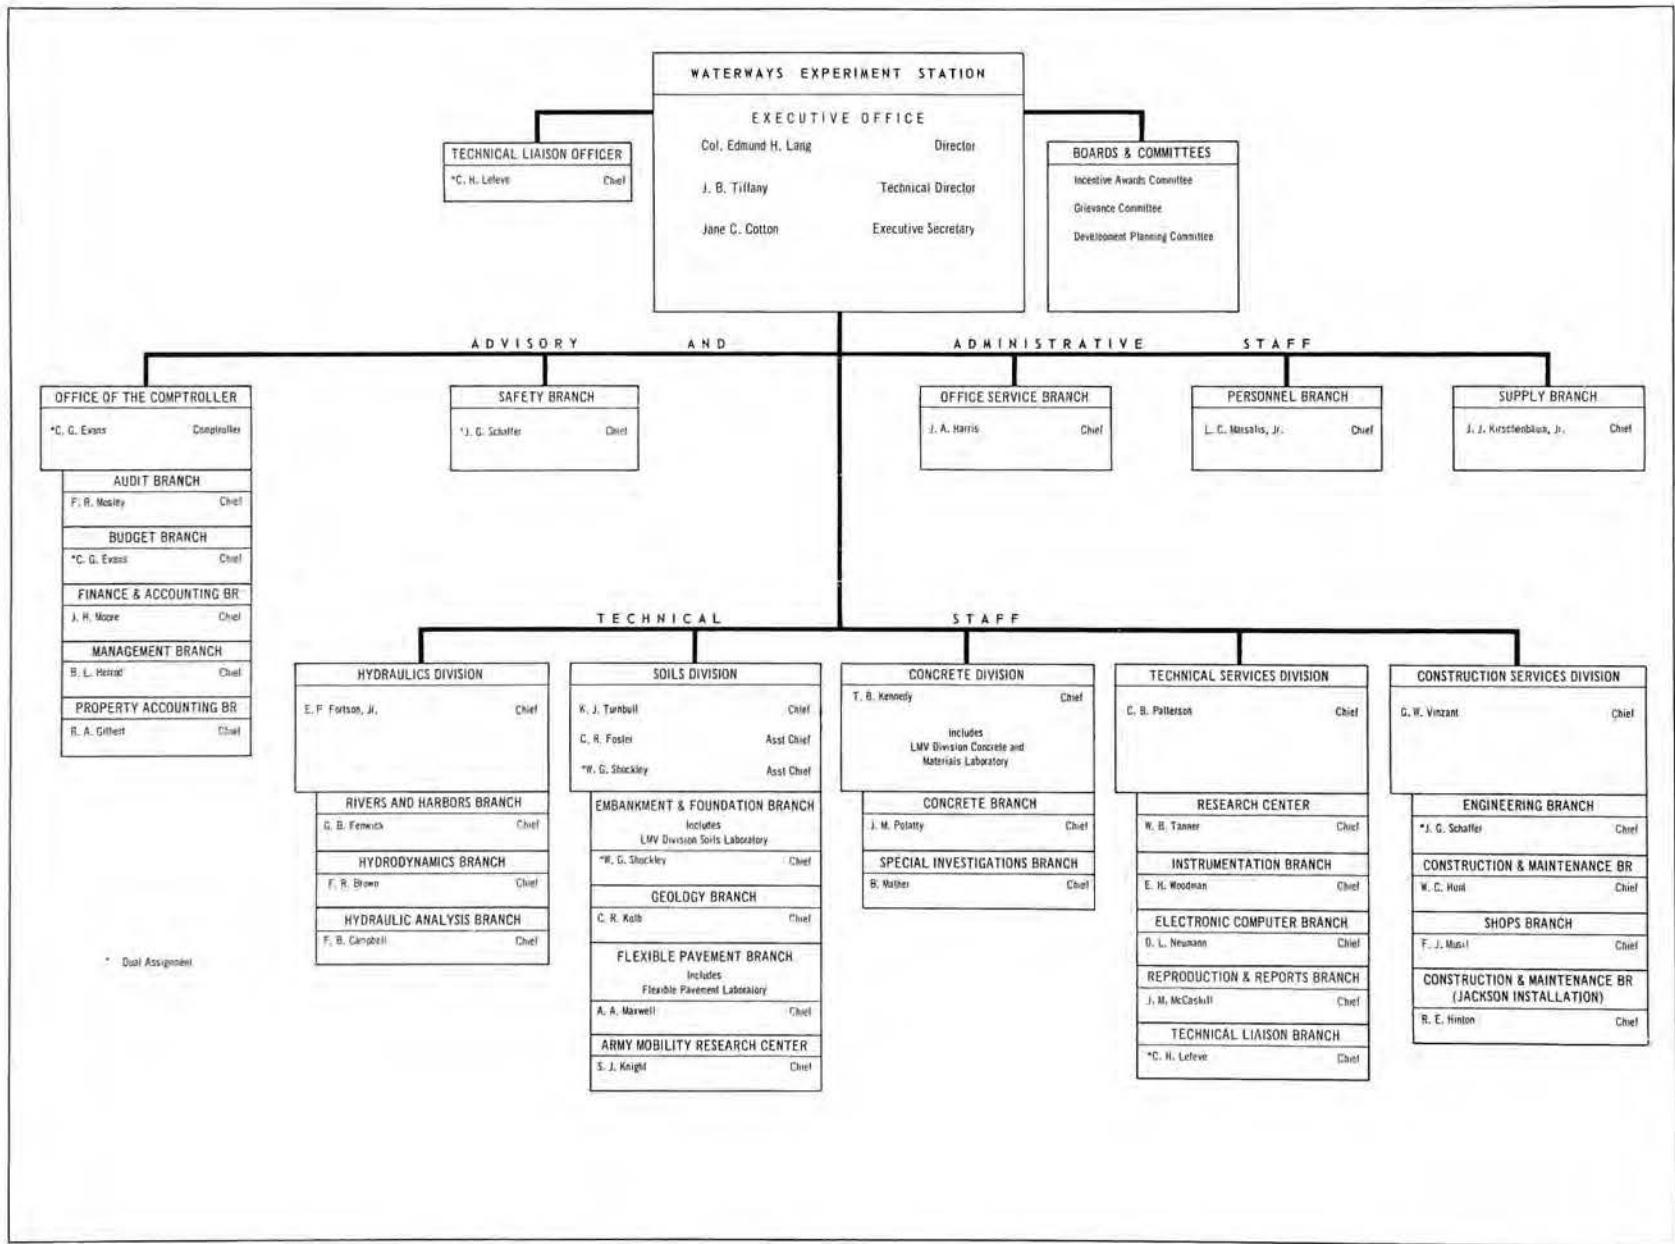 WATERWAYS EXPERIMENT STATION
EXECUTIVE OFFICE
Col. Edmund H. Lang Director
J. B. Tiffany Technical Director
Jane C. Cotton Executive Secretary
TECHNICAL LIAISON OFFICER
*C. H. Lefeve Chief
BOARDS & COMMITTEES
Incentive Awards Committee
Grievance Committee
Development Planning Committee
ADVISORY AND ADMINISTRATIVE STAFF
OFFICE OF THE COMPTROLLER
*C. G. Evans Comptroller
AUDIT BRANCH
F. R. Mosley Chief
BUDGET BRANCH
*C. G. Evans Chief
FINANCE & ACCOUNTING BR
J. H. Moore Chief
MANAGEMENT BRANCH
B. L. Herrod Chief
PROPERTY ACCOUNTING BR
R. A. Gilbert Chief
SAFETY BRANCH
*J. G. Schaffer Chief
OFFICE SERVICE BRANCH
J. A. Harris Chief
PERSONNEL BRANCH
L. C. Marsalis, Jr. Chief
SUPPLY BRANCH
J. J. Kirschenbaum, Jr. Chief
TECHNICAL STAFF
HYDRAULICS DIVISION
E. P. Fortson, Jr. Chief
RIVERS AND HARBORS BRANCH
G. B. Fenwick Chief
HYDRODYNAMICS BRANCH
F. R. Brown Chief
HYDRAULIC ANALYSIS BRANCH
F. B. Campbell Chief
SOILS DIVISION
Turnbull Chief
C. R. Foster Asst Chief
*W. G. Shockley Asst Chief
EMBANKMENT & FOUNDATION BRANCH
Includes
LMV Division Soils Laboratory
*W. G. Shockley Chief
GEOLOGY BRANCH
C. R. Kolb Chief
FLEXIBLE PAVEMENT BRANCH
Includes
Flexible Pavement Laboratory
A. A. Maxwell Chief
ARMY MOBILITY RESEARCH CENTER
S. J. Knight Chief
CONCRETE DIVISION
T. B. Kennedy Chief
Includes
LMV Division Concrete and
Materials Laboratory
CONCRETE BRANCH
J. M. Polatty Chief
SPECIAL INVESTIGATIONS BRANCH
B. Mather Chief
TECHNICAL SERVICES DIVISION
C. B. Patterson Chief
RESEARCH CENTER
W. B. Tanner Chief
INSTRUMENTATION BRANCH
E. H. Woodman Chief
ELECTRONIC COMPUTER BRANCH
D. L. Neumann Chief
REPRODUCTION & REPORTS BRANCH
J. M. McCaskill Chief
TECHNICAL LIAISON BRANCH
*C. H. Lefeve Chief
CONSTRUCTION SERVICES DIVISION
G. W. Vinzant Chief
ENGINEERING BRANCH
*J. G. Schaffer Chief
CONSTRUCTION & MAINTENANCE BR
W. C. Hunt Chief
SHOPS BRANCH
F. J. Musil Chief
CONSTRUCTION & MAINTENANCE BR
(JACKSON INSTALLATION)
R. E. Hinton Chief
* Dual Assignment